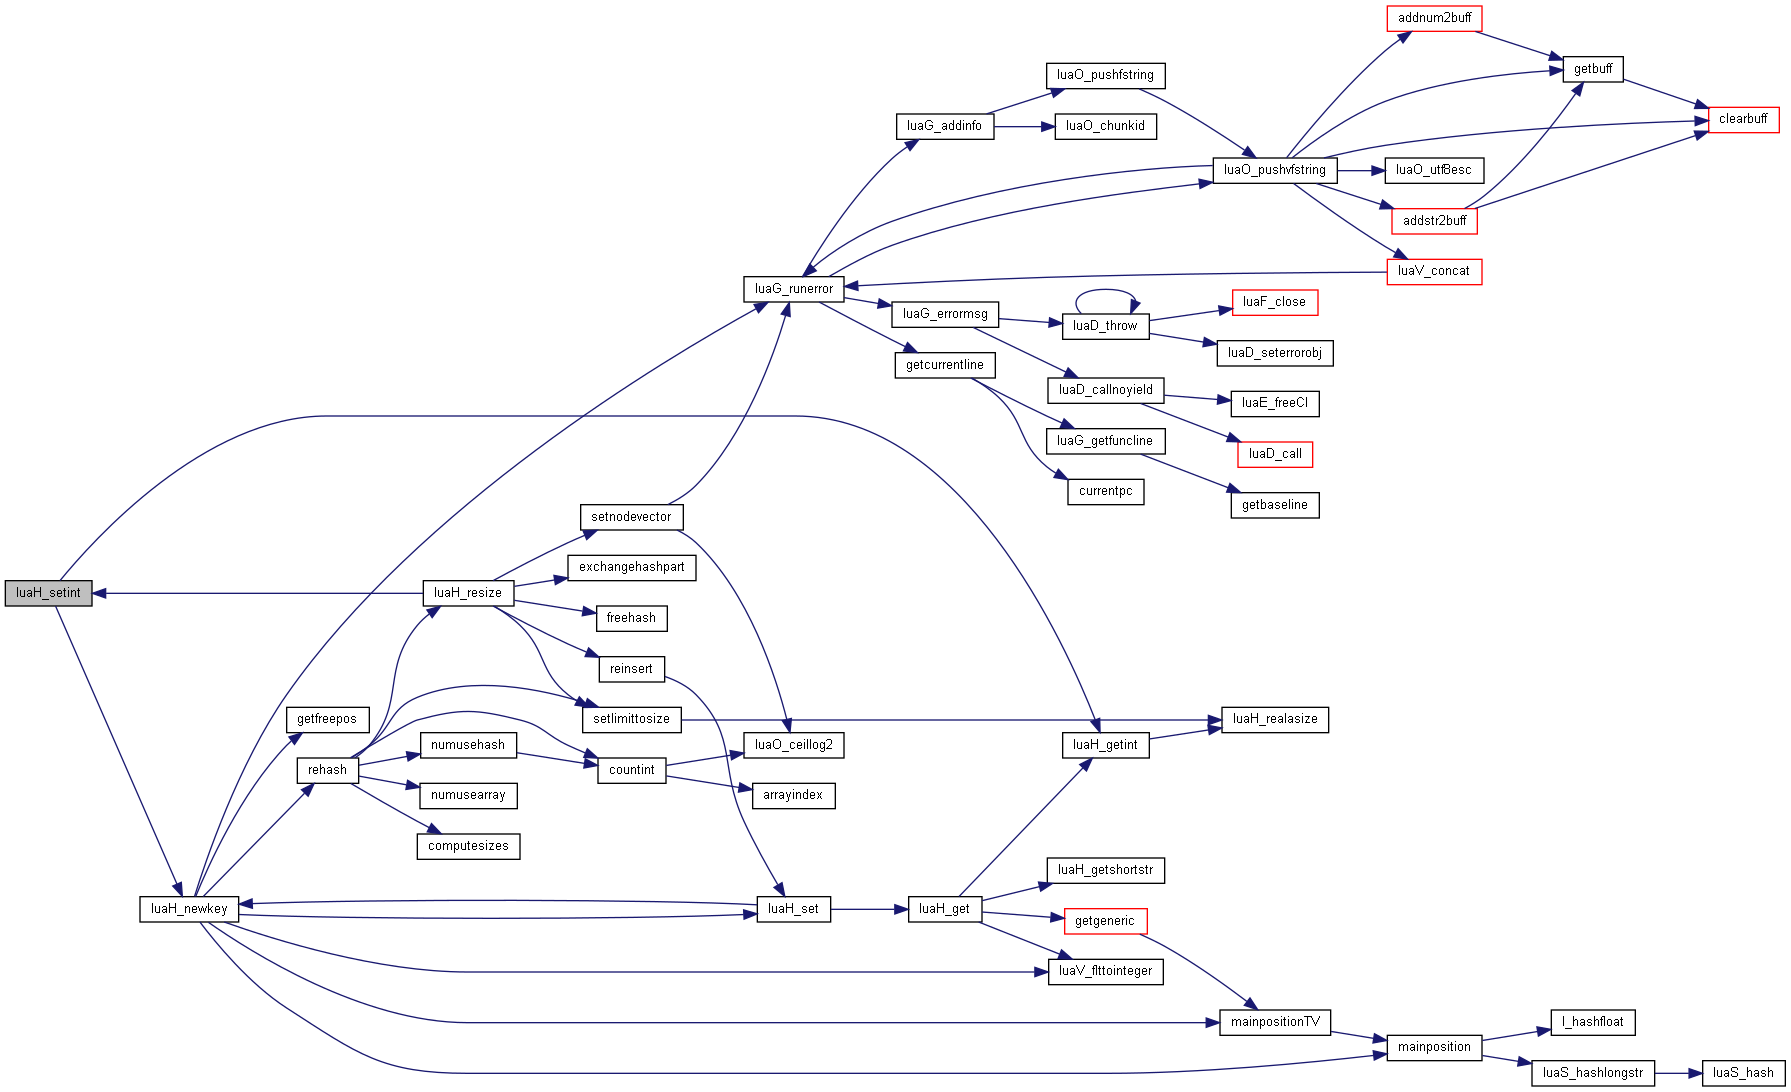 addnum2buff
getbuff
luaO_pushfstring
clearbuff
luaG_addinfo
luaO_chunkid
luaO_pushvfstring
luaO_utf8esc
addstr2buff
luaV_concat
luaG_runerror
luaF_close
luaG_errormsg
luaD_throw
luaD_seterrorobj
getcurrentline
luaD_callnoyield
luaE_freeCI
luaG_getfuncline
luaD_call
currentpc
getbaseline
setnodevector
exchangehashpart
luaH_setint
luaH_resize
freehash
reinsert
getfreepos
setlimittosize
luaH_realasize
numusehash
luaO_ceillog2
luaH_getint
rehash
countint
numusearray
arrayindex
computesizes
luaH_getshortstr
luaH_newkey
luaH_set
luaH_get
getgeneric
luaV_flttointeger
mainpositionTV
l_hashfloat
mainposition
luaS_hashlongstr
luaS_hash